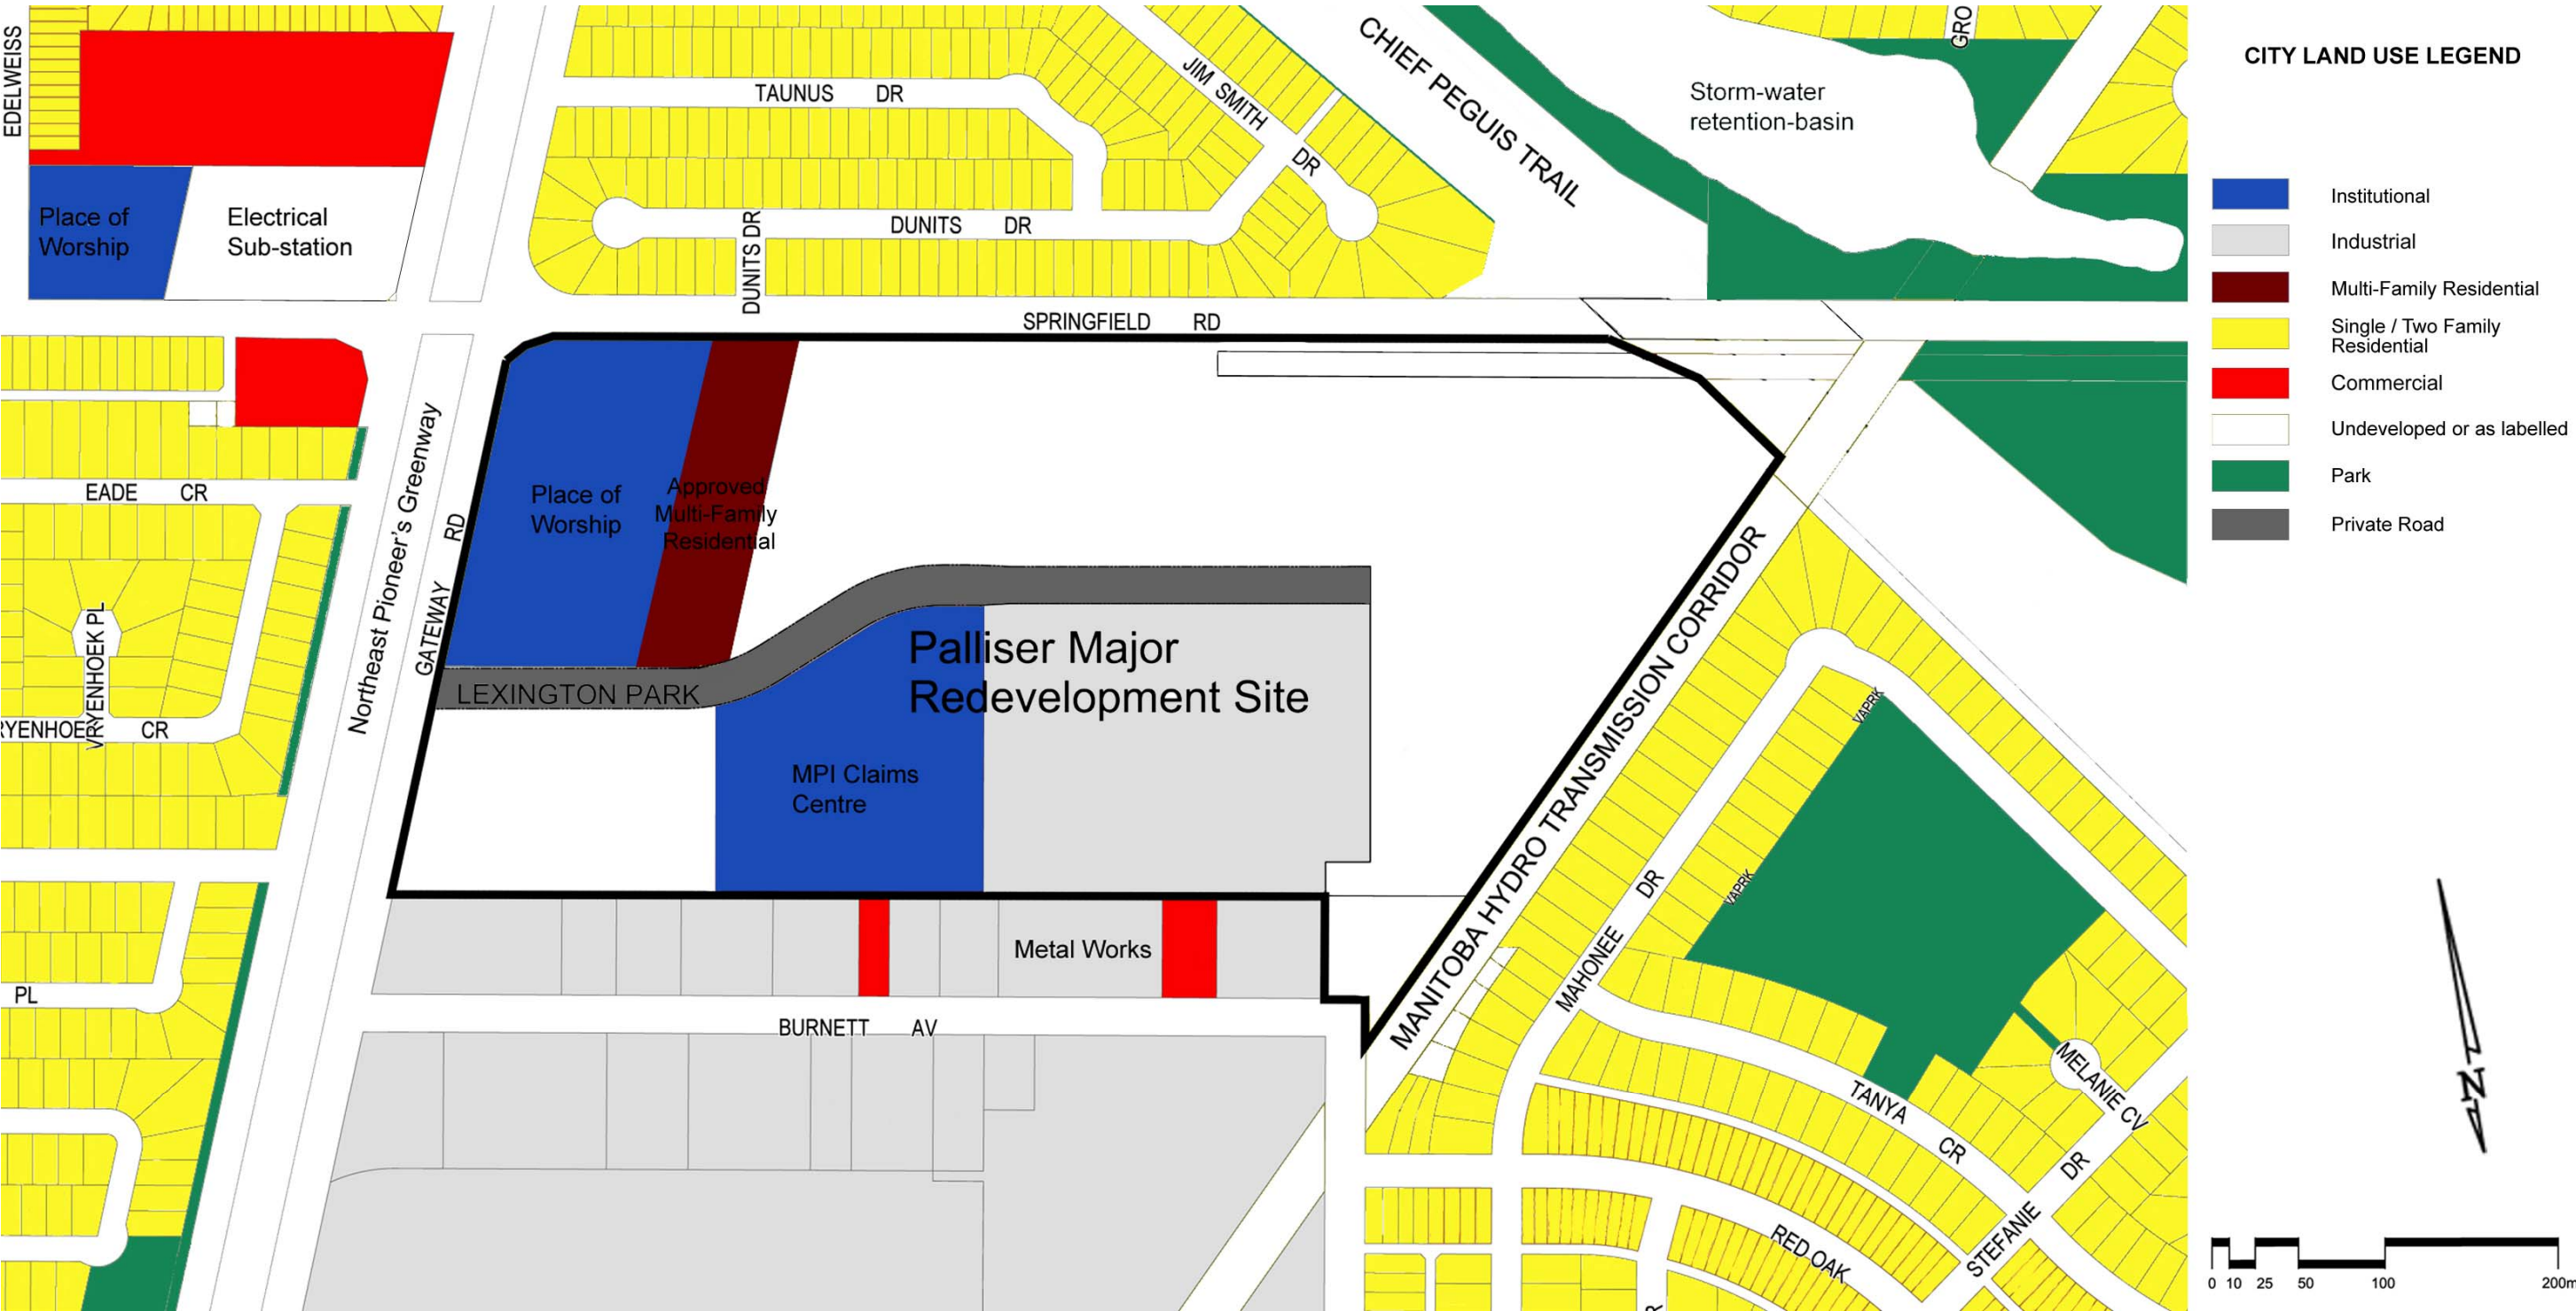 EDELWEISS
TAUNUS DR
JIM SMITH DR
CHIEF PEGUIS TRAIL
GRO
Storm-water
retention-basin
Place of
Worship
Electrical
Sub-station
DUNITS DR
DUNITS DR
SPRINGFIELD RD
Northeast Pioneer's Greenway
GATEWAY RD
EADE CR
VRYENHOEK PL
RYENHOEK CR
Place of
Worship
Approved
Multi-Family
Residential
LEXINGTON PARK
Palliser Major
Redevelopment Site
MPI Claims
Centre
MANITOBA HYDRO TRANSMISSION CORRIDOR
VAPRK
VAPRK
MAHONEE DR
Metal Works
PL
BURNETT AV
TANYA CR
MELANIE CV
STEFANIE DR
RED OAK
R
CITY LAND USE LEGEND
Institutional
Industrial
Multi-Family Residential
Single / Two Family
Residential
Commercial
Undeveloped or as labelled
Park
Private Road
N
0 10 25 50 100 200m